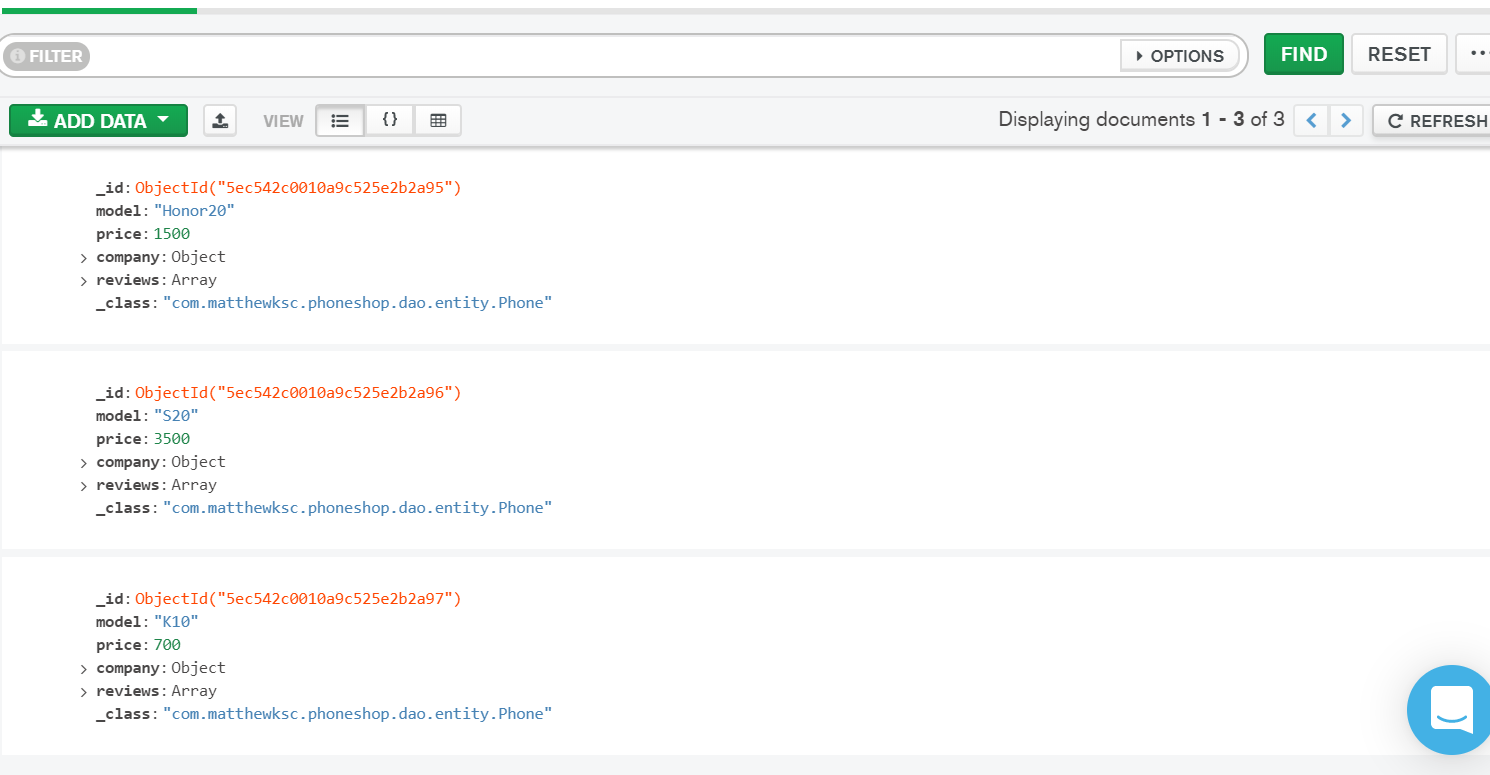 FILTER
OPTIONS
FIND
RESET
ADD DATA
VIEW
{}
Displaying documents 1 - 3 of 3
REFRESH
_id: ObjectId("5ec542c0010a9c525e2b2a95")
model: "Honor20"
price: 1500
company: Object
reviews: Array
_class: "com.matthewksc.phoneshop.dao.entity.Phone"
_id: ObjectId("5ec542c0010a9c525e2b2a96")
model: "S20"
price: 3500
company: Object
reviews: Array
_class: "com.matthewksc.phoneshop.dao.entity.Phone"
_id: ObjectId("5ec542c0010a9c525e2b2a97")
model: "K10"
price: 700
company: Object
reviews: Array
_class: "com.matthewksc.phoneshop.dao.entity.Phone"